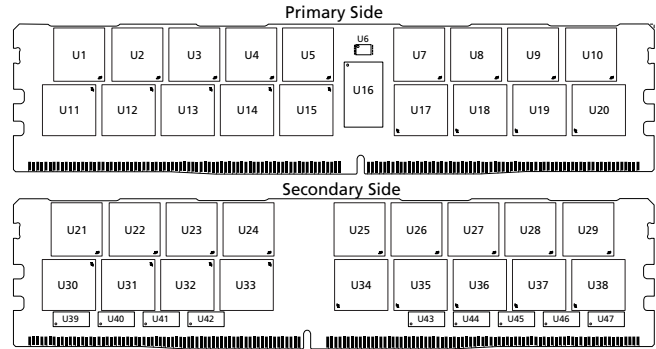 Primary Side
U6
U1 U2 U3 U4 U5 U7 U8 U9 U10
U16
U11 U12 U13 U14 U15 U17 U18 U19 U20
Secondary Side
U21 U22 U23 U24 U25 U26 U27 U28 U29
U30 U31 U32 U33 U34 U35 U36 U37 U38
U39 U40 U41 U42 U43 U44 U45 U46 U47